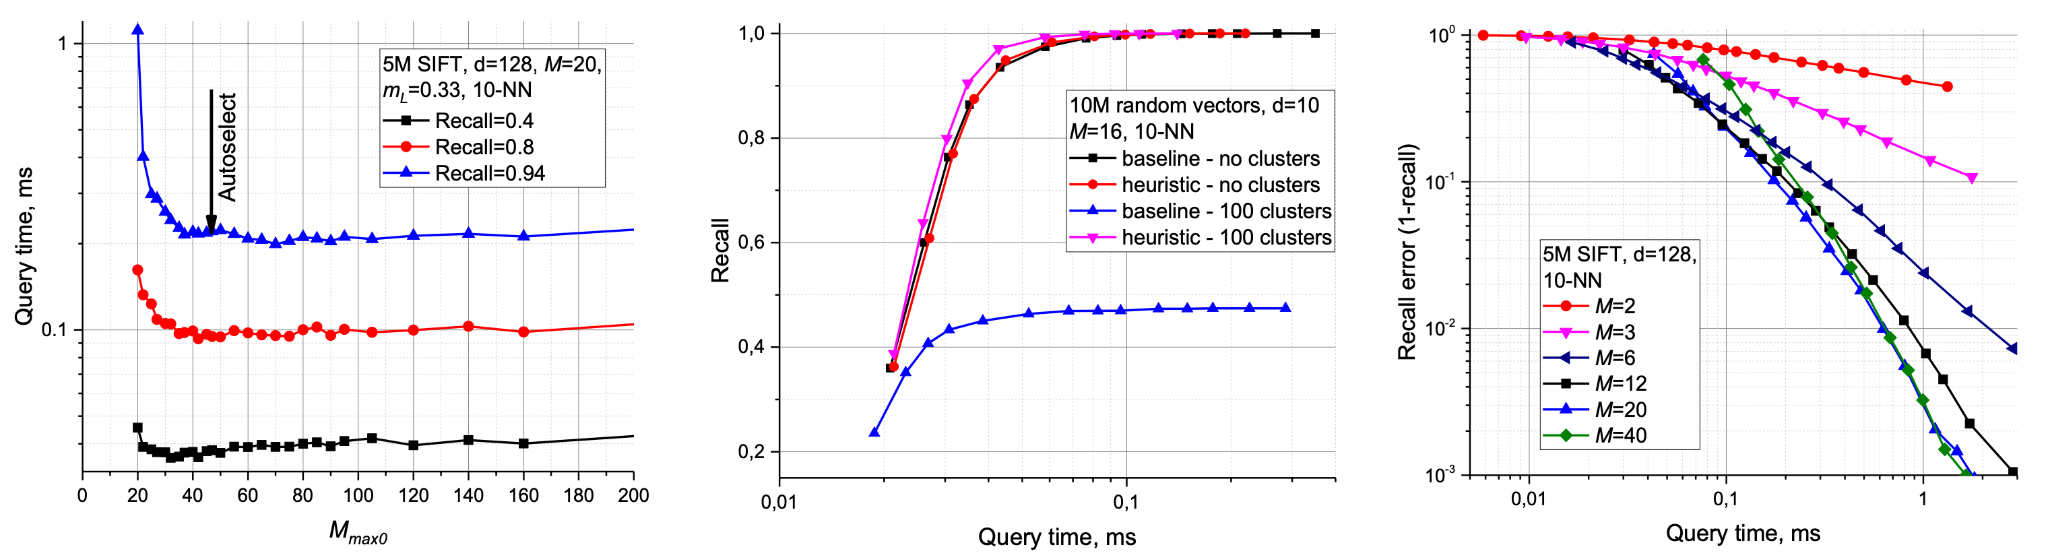 1
0.1
Query time, ms
0 20 40 60 80 100 120 140 160 180 200
M_max0
Autoselect
5M SIFT, d=128, M=20,
m_L=0.33, 10-NN
Recall=0.4
Recall=0.8
Recall=0.94
1,0
0,8
0,6
0,4
0,2
Recall
0,01 0,1
Query time, ms
10M random vectors, d=10
M=16, 10-NN
baseline - no clusters
heuristic - no clusters
baseline - 100 clusters
heuristic - 100 clusters
10^0
10^-1
10^-2
10^-3
Recall error (1-recall)
0,01 0,1 1
Query time, ms
5M SIFT, d=128,
10-NN
M=2
M=3
M=6
M=12
M=20
M=40